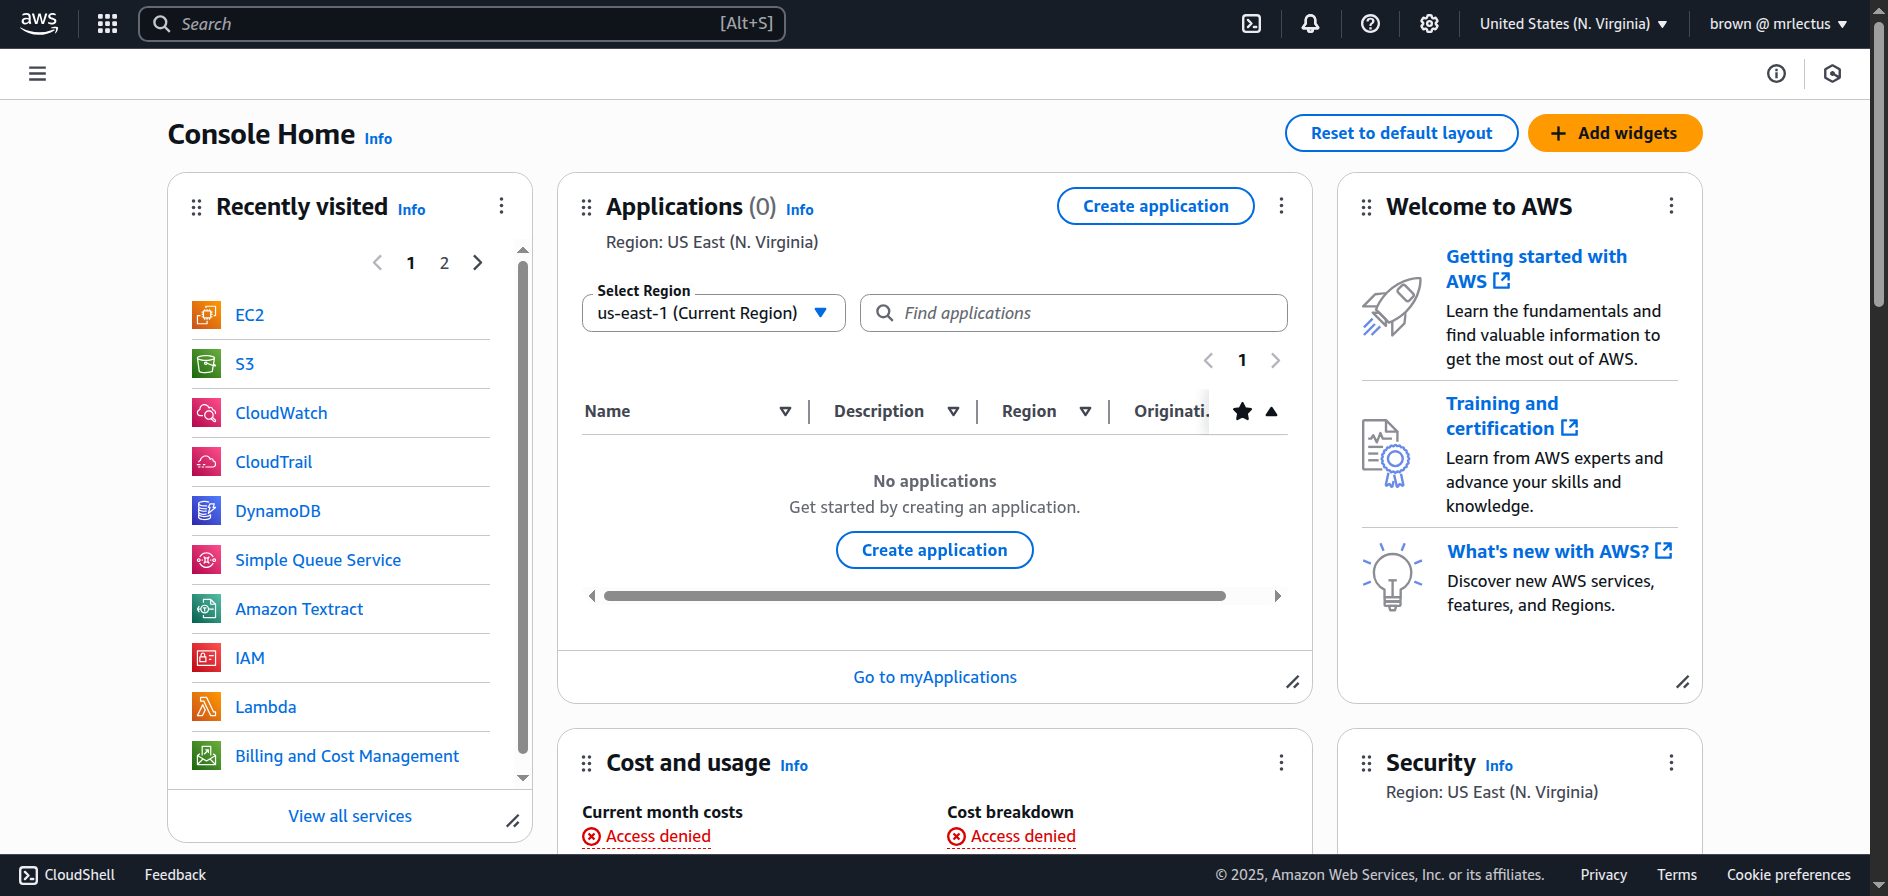 aws
Search
[Alt+S]
United States (N. Virginia)
brown @ mrlectus
Console Home Info
Reset to default layout
Add widgets
Recently visited Info
1 2
EC2
S3
CloudWatch
CloudTrail
DynamoDB
Simple Queue Service
Amazon Textract
IAM
Lambda
Billing and Cost Management
View all services
Applications (0) Info
Create application
Region: US East (N. Virginia)
Select Region
us-east-1 (Current Region)
Find applications
1
Name
Description
Region
Originati.
No applications
Get started by creating an application.
Create application
Go to myApplications
Welcome to AWS
Getting started with
AWS
Learn the fundamentals and
find valuable information to
get the most out of AWS.
Training and
certification
Learn from AWS experts and
advance your skills and
knowledge.
What's new with AWS?
Discover new AWS services,
features, and Regions.
Cost and usage Info
Current month costs
Access denied
Cost breakdown
Access denied
Security Info
Region: US East (N. Virginia)
CloudShell
Feedback
© 2025, Amazon Web Services, Inc. or its affiliates.
Privacy
Terms
Cookie preferences